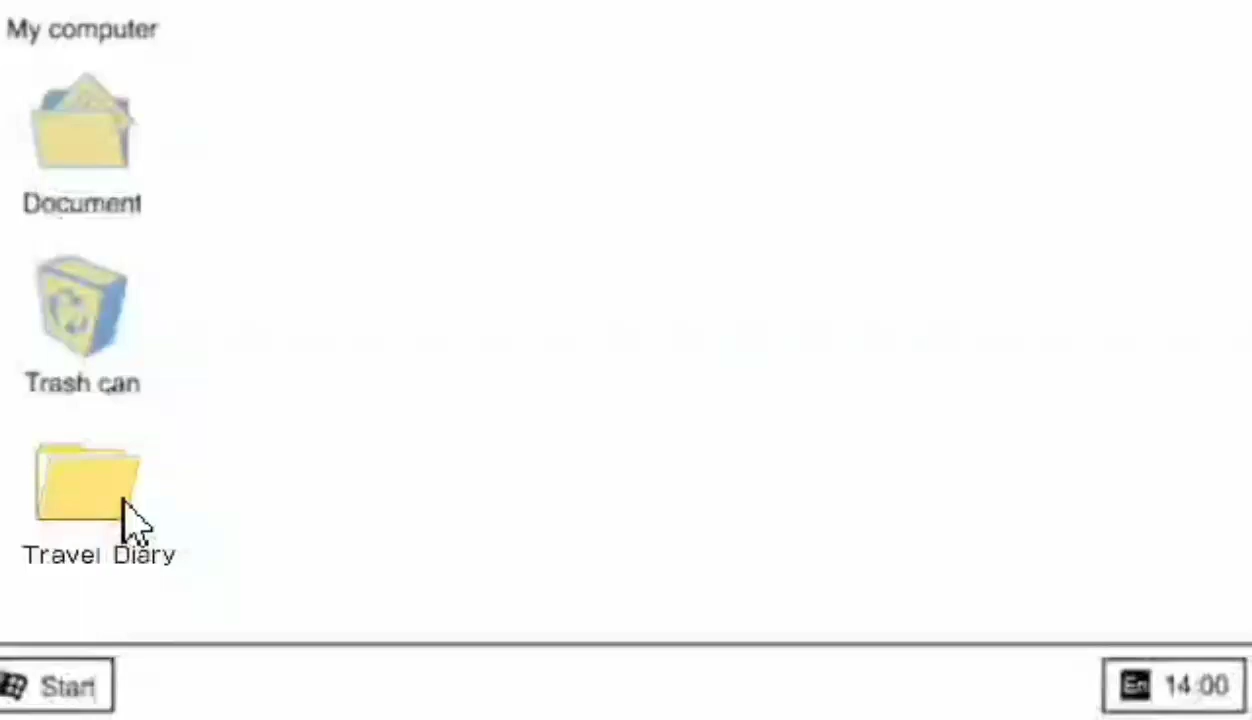 My computer
Document
Trash can
Travel Diary
Start
En 14:00